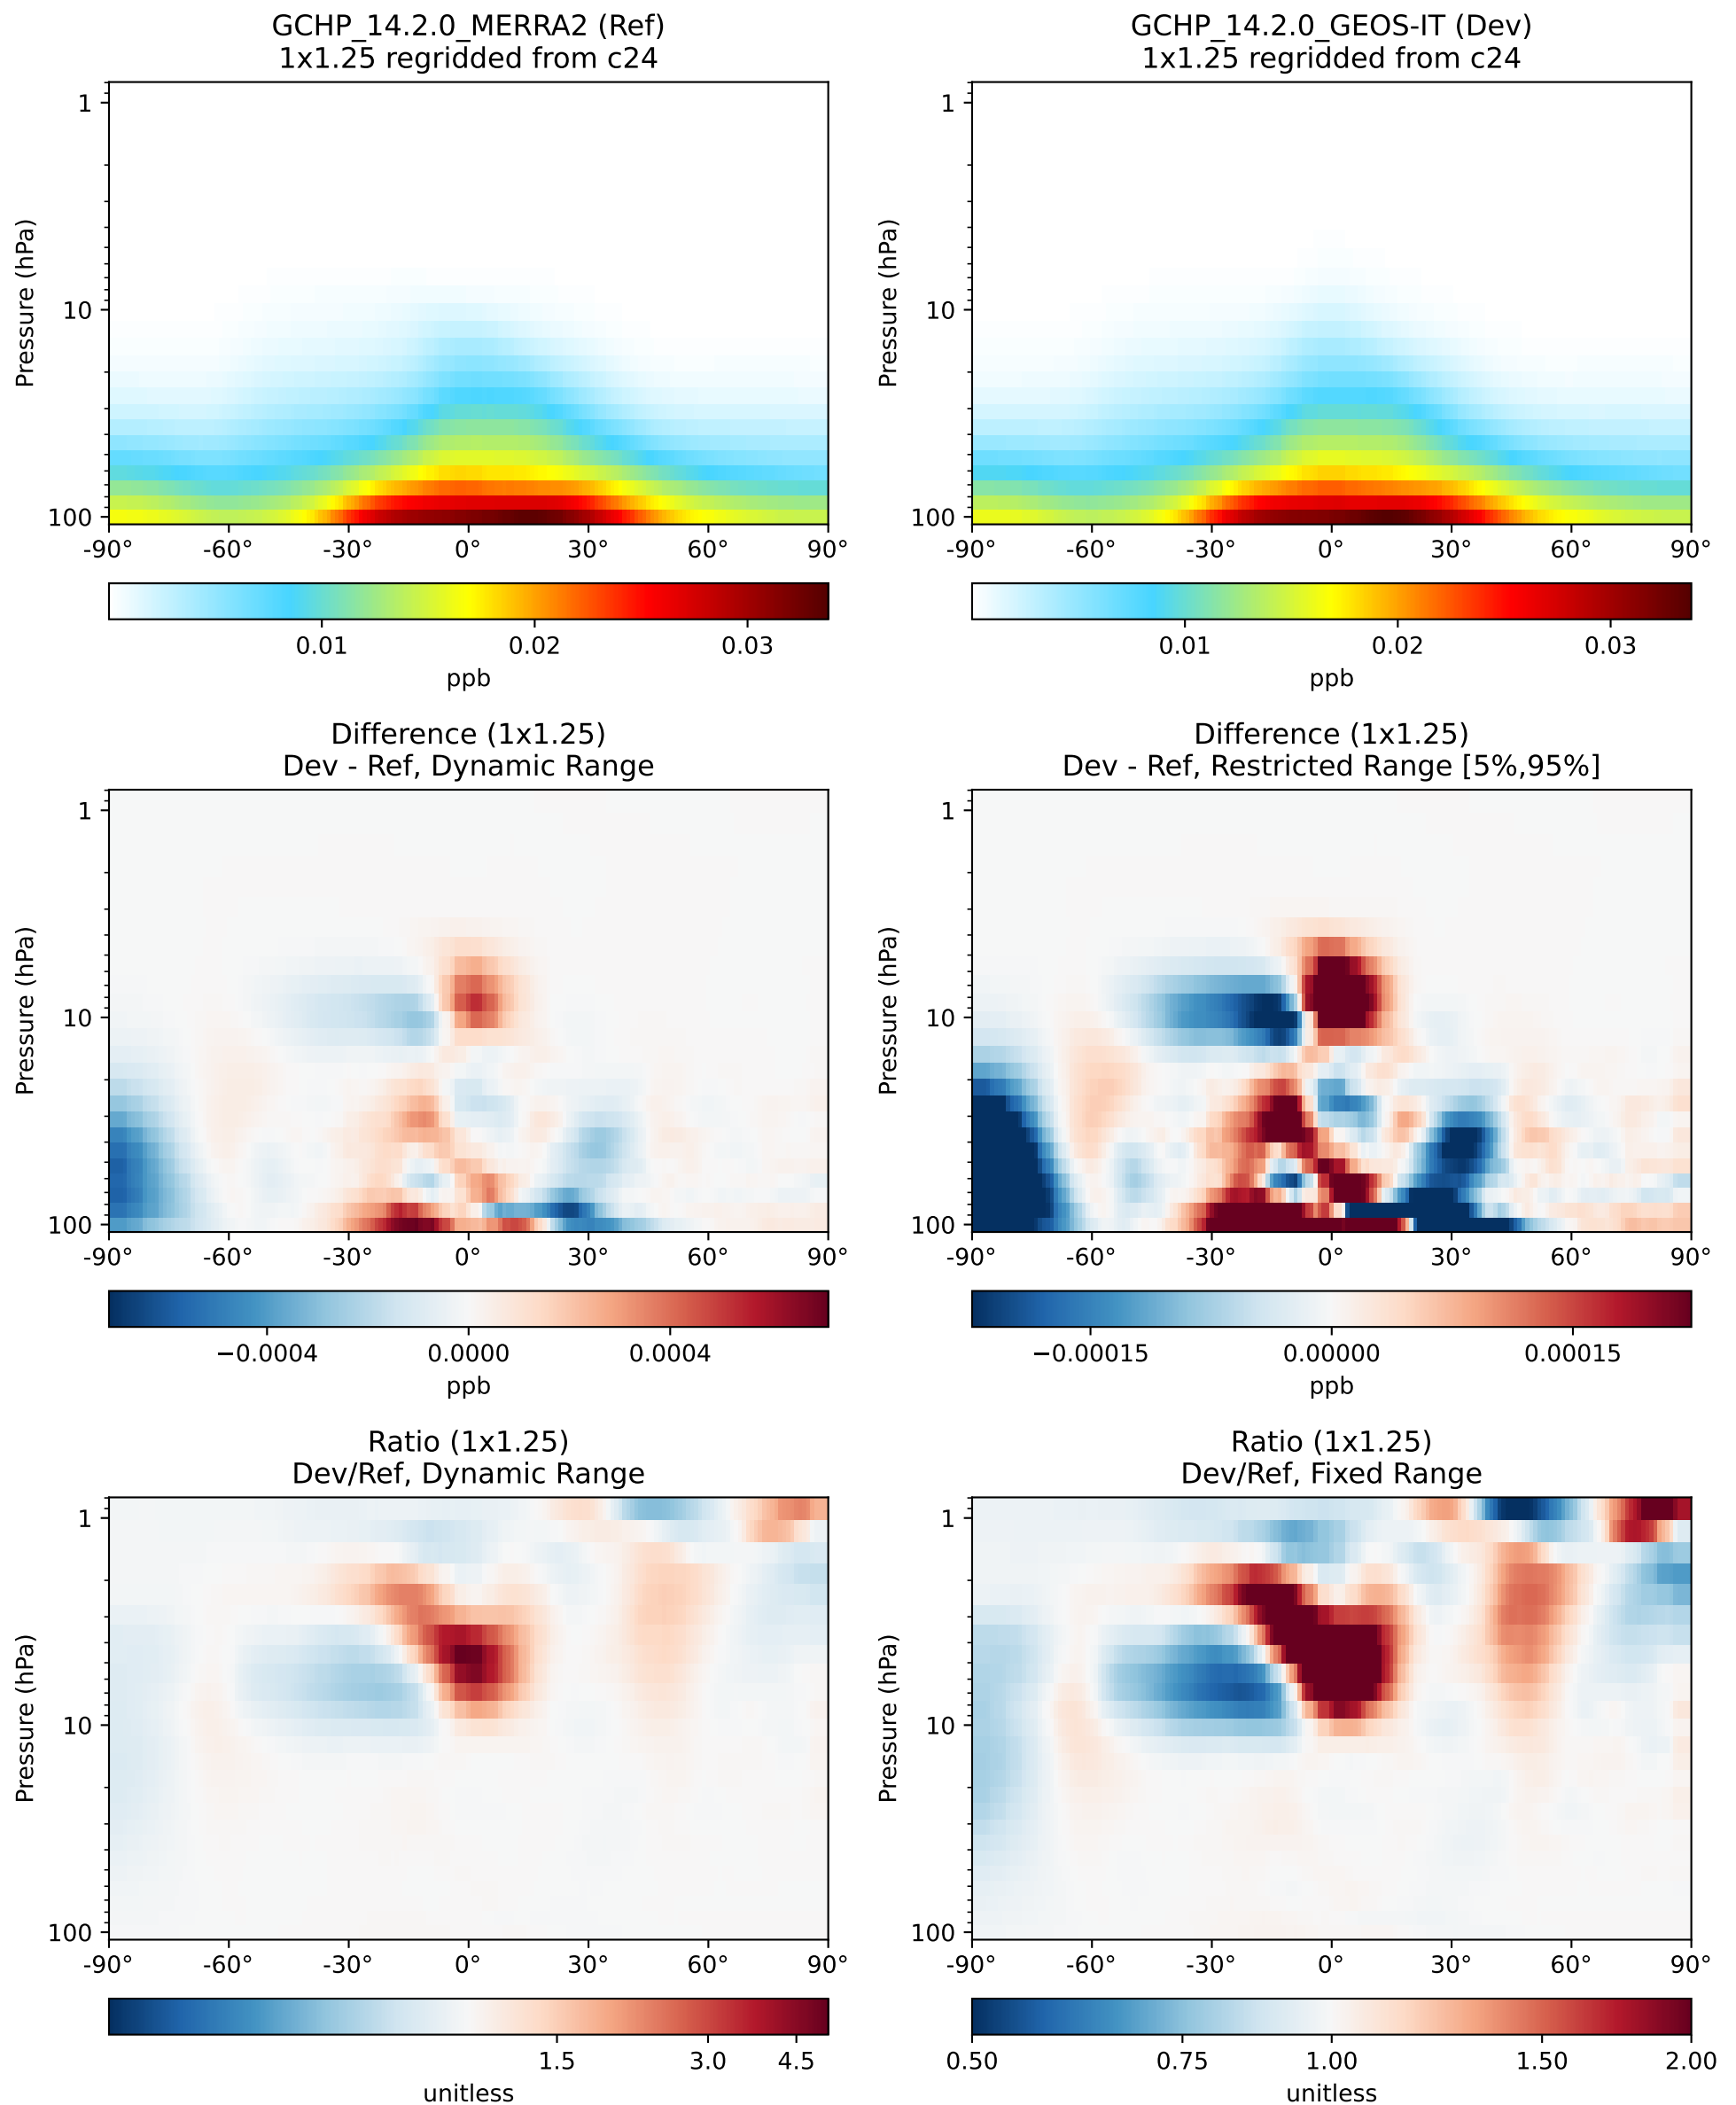 GCHP_14.2.0_MERRA2 (Ref)
1x1.25 regridded from c24
Pressure (hPa)
1
10
100
-90° -60° -30° 0° 30° 60° 90°
0.01 0.02 0.03
ppb
GCHP_14.2.0_GEOS-IT (Dev)
1x1.25 regridded from c24
Pressure (hPa)
1
10
100
-90° -60° -30° 0° 30° 60° 90°
0.01 0.02 0.03
ppb
Difference (1x1.25)
Dev - Ref, Dynamic Range
Pressure (hPa)
1
10
100
-90° -60° -30° 0° 30° 60° 90°
−0.0004 0.0000 0.0004
ppb
Difference (1x1.25)
Dev - Ref, Restricted Range [5%,95%]
Pressure (hPa)
1
10
100
-90° -60° -30° 0° 30° 60° 90°
−0.00015 0.00000 0.00015
ppb
Ratio (1x1.25)
Dev/Ref, Dynamic Range
Pressure (hPa)
1
10
100
-90° -60° -30° 0° 30° 60° 90°
1.5 3.0 4.5
unitless
Ratio (1x1.25)
Dev/Ref, Fixed Range
Pressure (hPa)
1
10
100
-90° -60° -30° 0° 30° 60° 90°
0.50 0.75 1.00 1.50 2.00
unitless